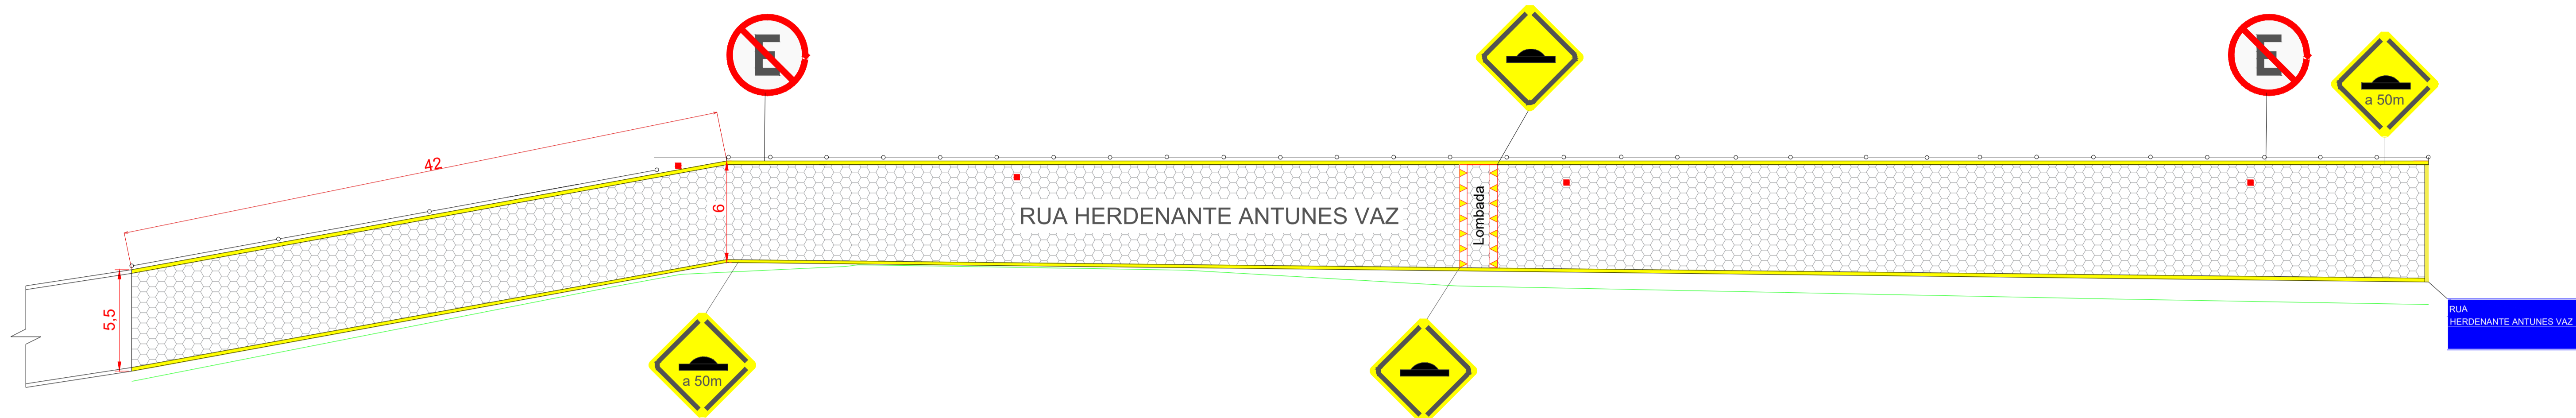 E
E
a 50m
42
6
RUA HERDENANTE ANTUNES VAZ
Lombada
5,5
RUA
HERDENANTE ANTUNES VAZ
a 50m